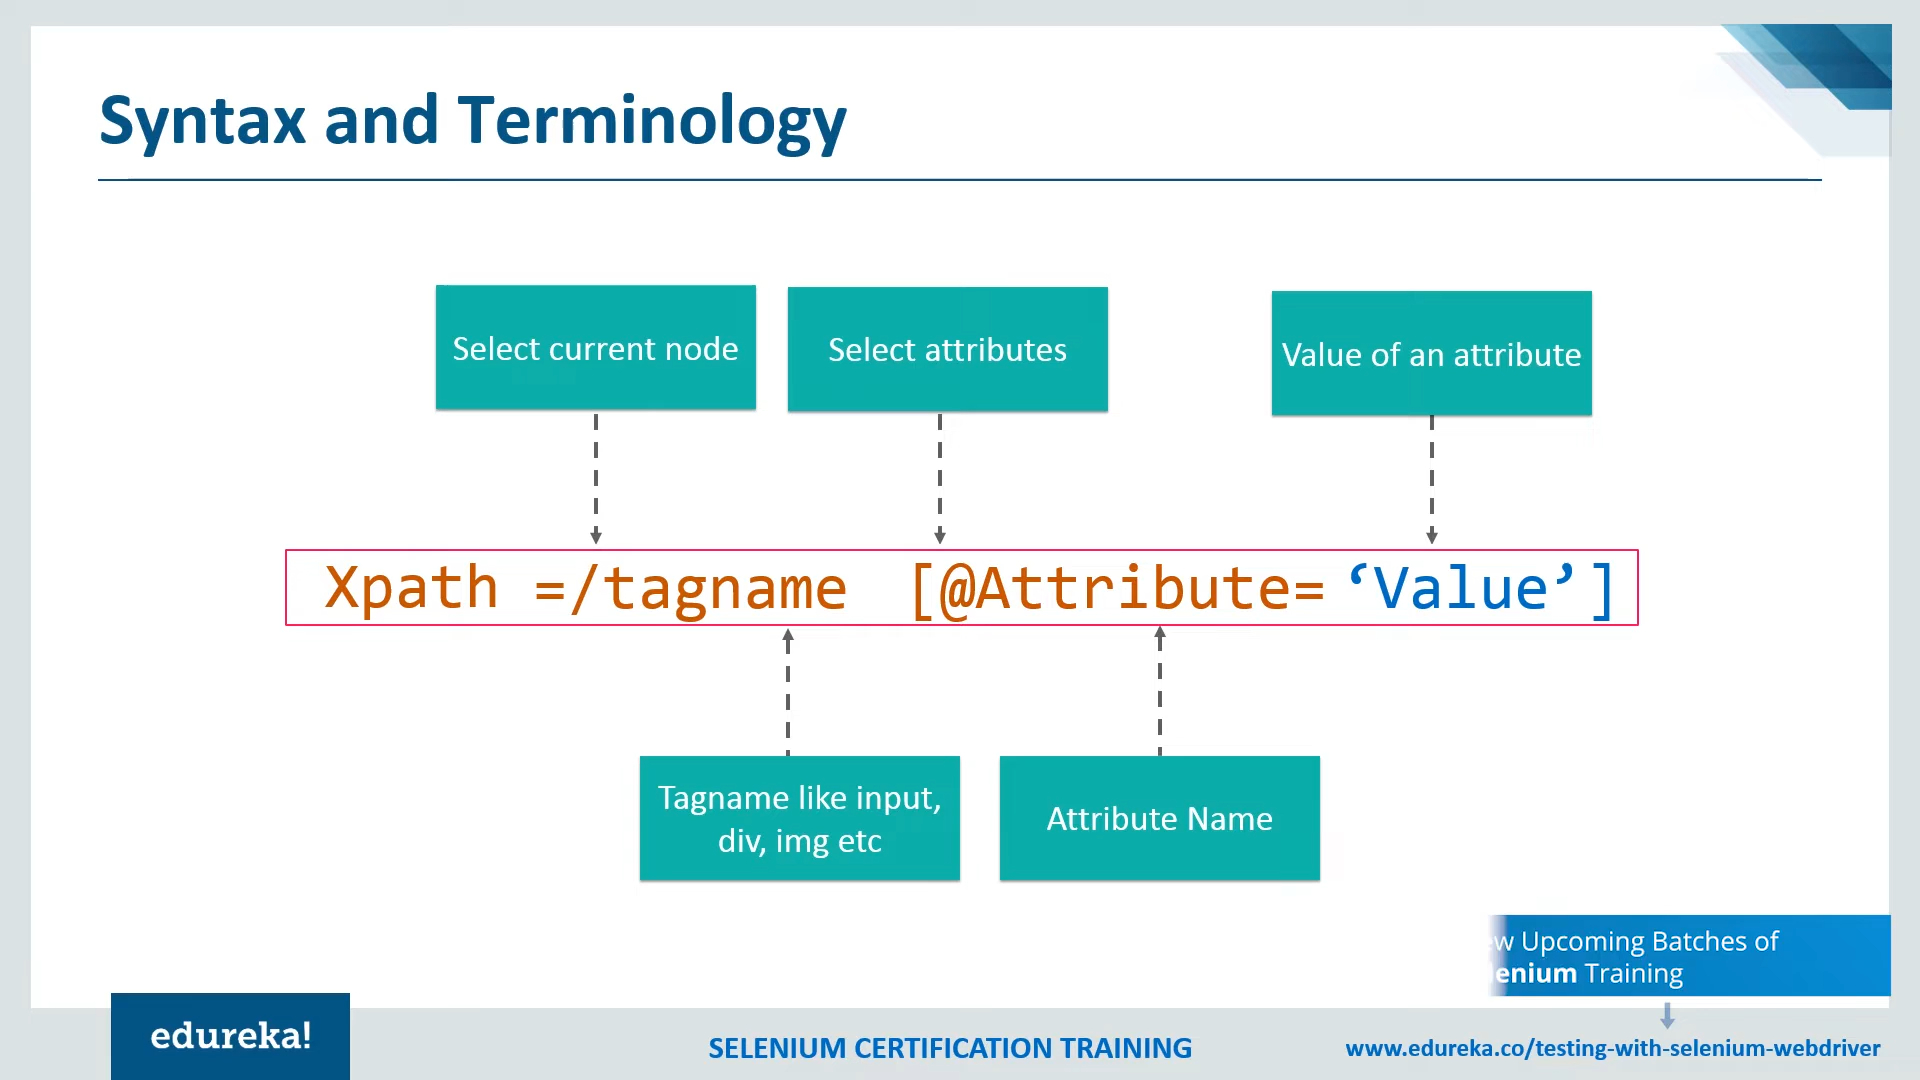 Syntax and Terminology
Select current node
Select attributes
Value of an attribute
Xpath =/tagname [@Attribute= ‘Value’]
Tagname like input,
div, img etc
Attribute Name
Upcoming Batches of
Training
edureka!
SELENIUM CERTIFICATION TRAINING
www.edureka.co/testing-with-selenium-webdriver